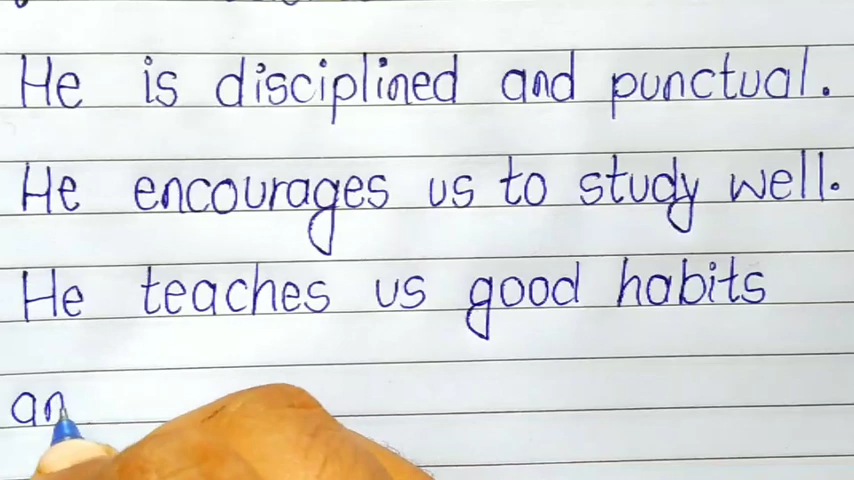 He is disciplined and punctual.
He encourages us to study well.
He teaches us good habits
an